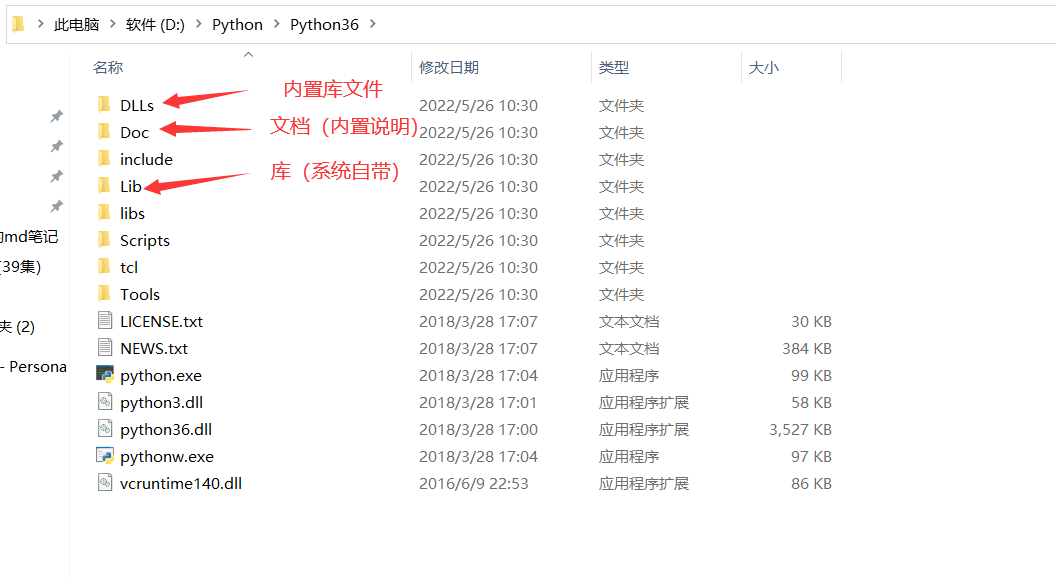 此电脑 > 软件 (D:) > Python > Python36 >
名称 修改日期 类型 大小
DLLs 内置库文件 2022/5/26 10:30 文件夹
Doc 文档（内置说明） 2022/5/26 10:30 文件夹
include 2022/5/26 10:30 文件夹
Lib 库（系统自带） 2022/5/26 10:30 文件夹
libs 2022/5/26 10:30 文件夹
md笔记
Scripts 2022/5/26 10:30 文件夹
39集)
tcl 2022/5/26 10:30 文件夹
Tools 2022/5/26 10:30 文件夹
LICENSE.txt 2018/3/28 17:07 文本文档 30 KB
夹 (2)
NEWS.txt 2018/3/28 17:07 文本文档 384 KB
- Persona
python.exe 2018/3/28 17:04 应用程序 99 KB
python3.dll 2018/3/28 17:01 应用程序扩展 58 KB
python36.dll 2018/3/28 17:00 应用程序扩展 3,527 KB
pythonw.exe 2018/3/28 17:04 应用程序 97 KB
vcruntime140.dll 2016/6/9 22:53 应用程序扩展 86 KB